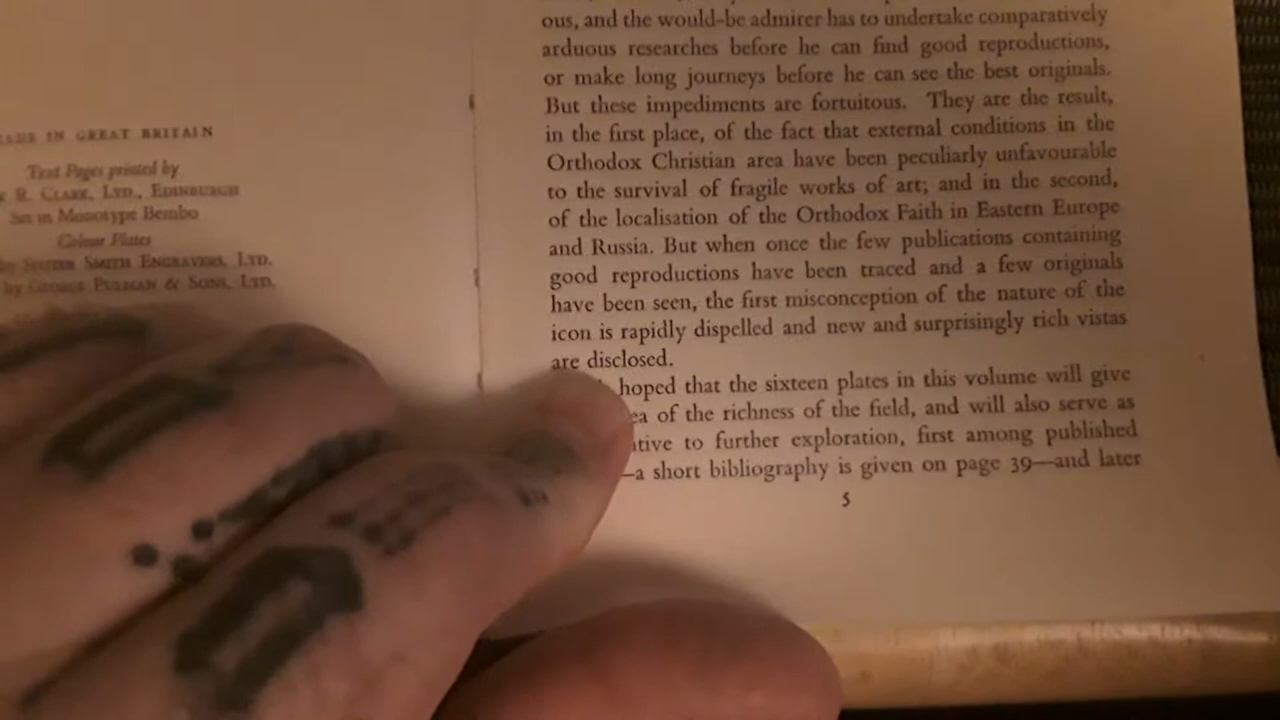 MADE IN GREAT BRITAIN
Text Pages printed by
R. CLARK, LTD., EDINBURGH
Set in Monotype Bembo
Colour Plates
SMITH ENGRAVERS, LTD.
by GEORGE PULMAN & SONS, LTD.
ous, and the would-be admirer has to undertake comparatively
arduous researches before he can find good reproductions,
or make long journeys before he can see the best originals.
But these impediments are fortuitous. They are the result,
in the first place, of the fact that external conditions in the
Orthodox Christian area have been peculiarly unfavourable
to the survival of fragile works of art; and in the second,
of the localisation of the Orthodox Faith in Eastern Europe
and Russia. But when once the few publications containing
good reproductions have been traced and a few originals
have been seen, the first misconception of the nature of the
icon is rapidly dispelled and new and surprisingly rich vistas
are disclosed.
hoped that the sixteen plates in this volume will give
of the richness of the field, and will also serve as
to further exploration, first among published
—a short bibliography is given on page 39—and later
5